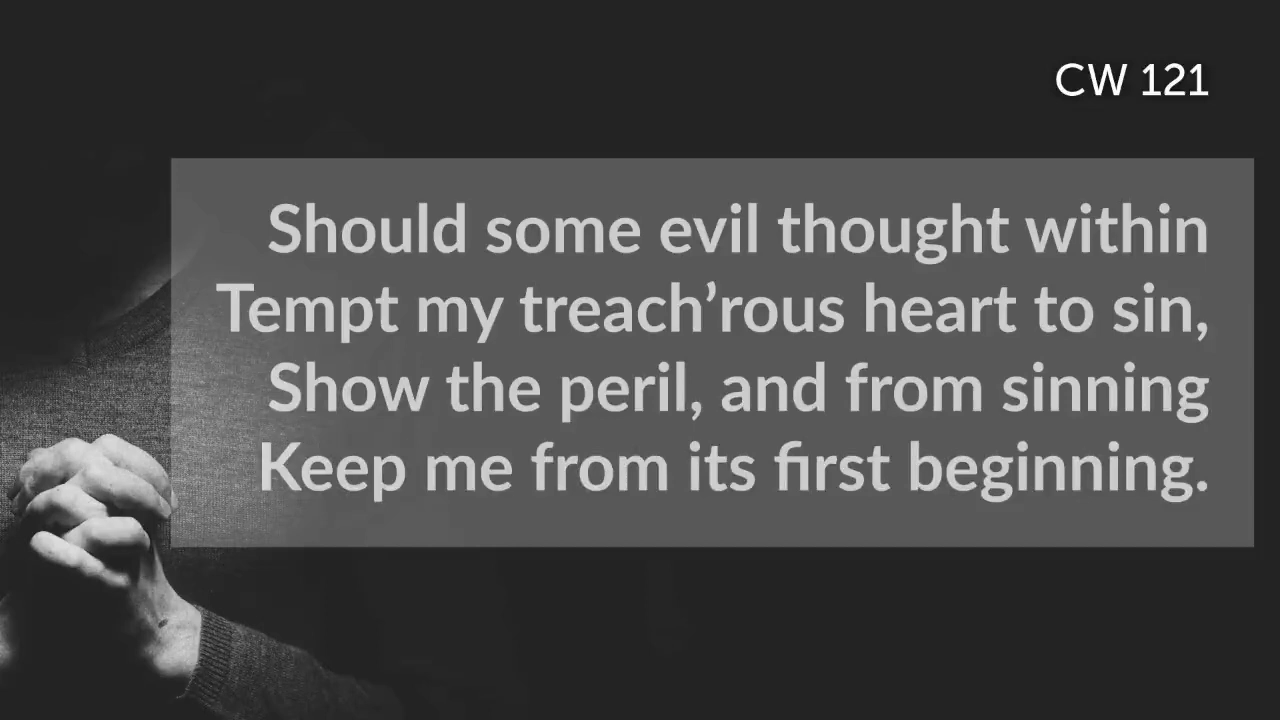 CW 121
Should some evil thought within
Tempt my treach’rous heart to sin,
Show the peril, and from sinning
Keep me from its first beginning.